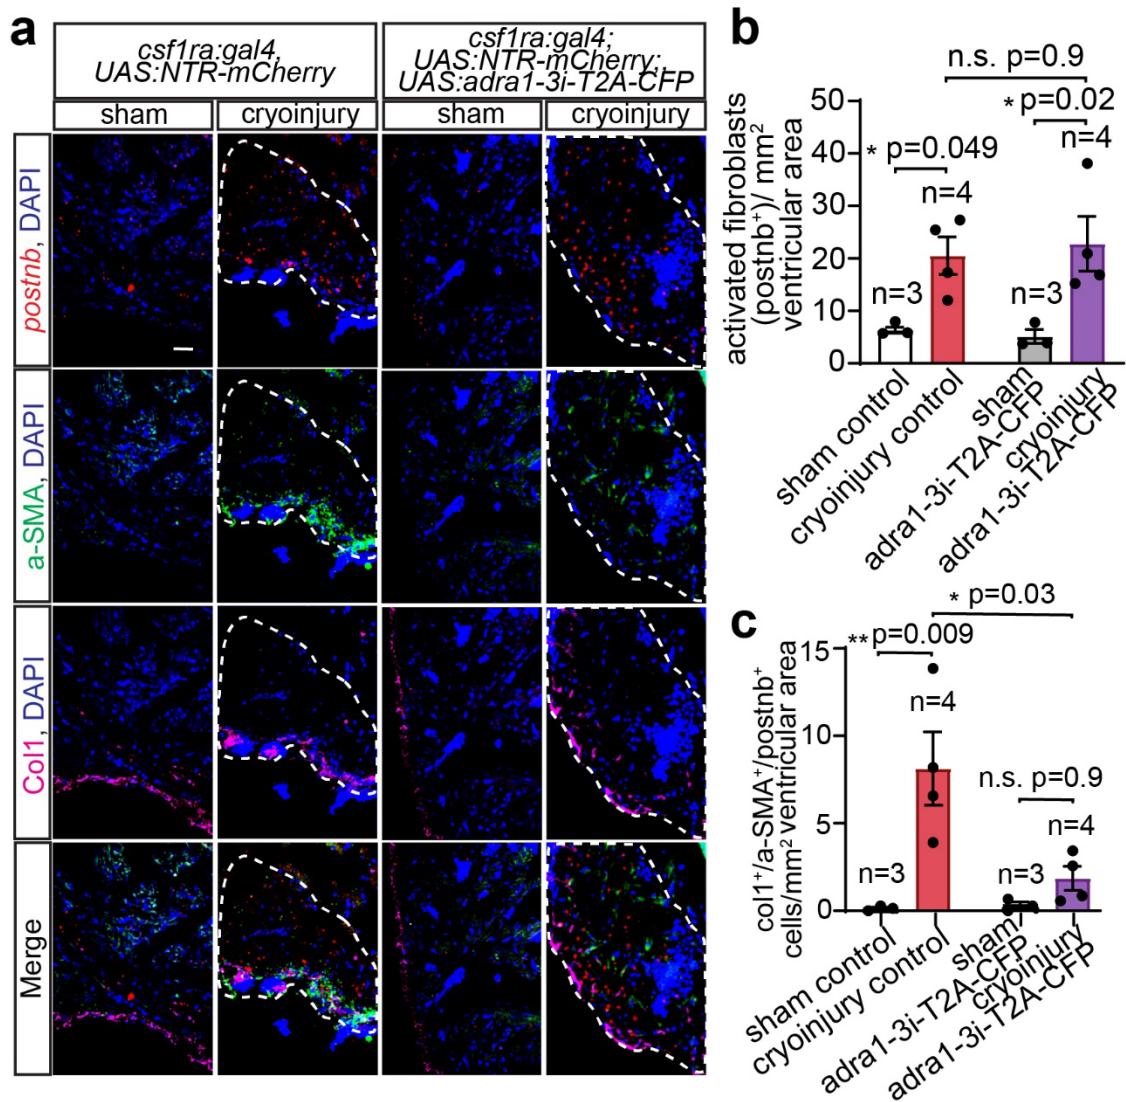 a
csf1ra:gal4,
UAS:NTR-mCherry
csf1ra:gal4;
UAS:NTR-mCherry;
UAS:adra1-3i-T2A-CFP
sham
cryoinjury
sham
cryoinjury
postnb, DAPI
a-SMA, DAPI
Col1, DAPI
Merge
b
n.s. p=0.9
* p=0.02
* p=0.049
n=4
n=4
n=3
n=3
activated fibroblasts
(postnb⁺)/ mm²
ventricular area
50
40
30
20
10
0
sham control
cryoinjury control
sham
adra1-3i-T2A-CFP
cryoinjury
adra1-3i-T2A-CFP
c
* p=0.03
**p=0.009
n=4
n.s. p=0.9
n=4
n=3
n=3
col1⁺/a-SMA⁺/postnb⁺
cells/mm² ventricular area
15
10
5
0
sham control
cryoinjury control
sham
adra1-3i-T2A-CFP
cryoinjury
adra1-3i-T2A-CFP